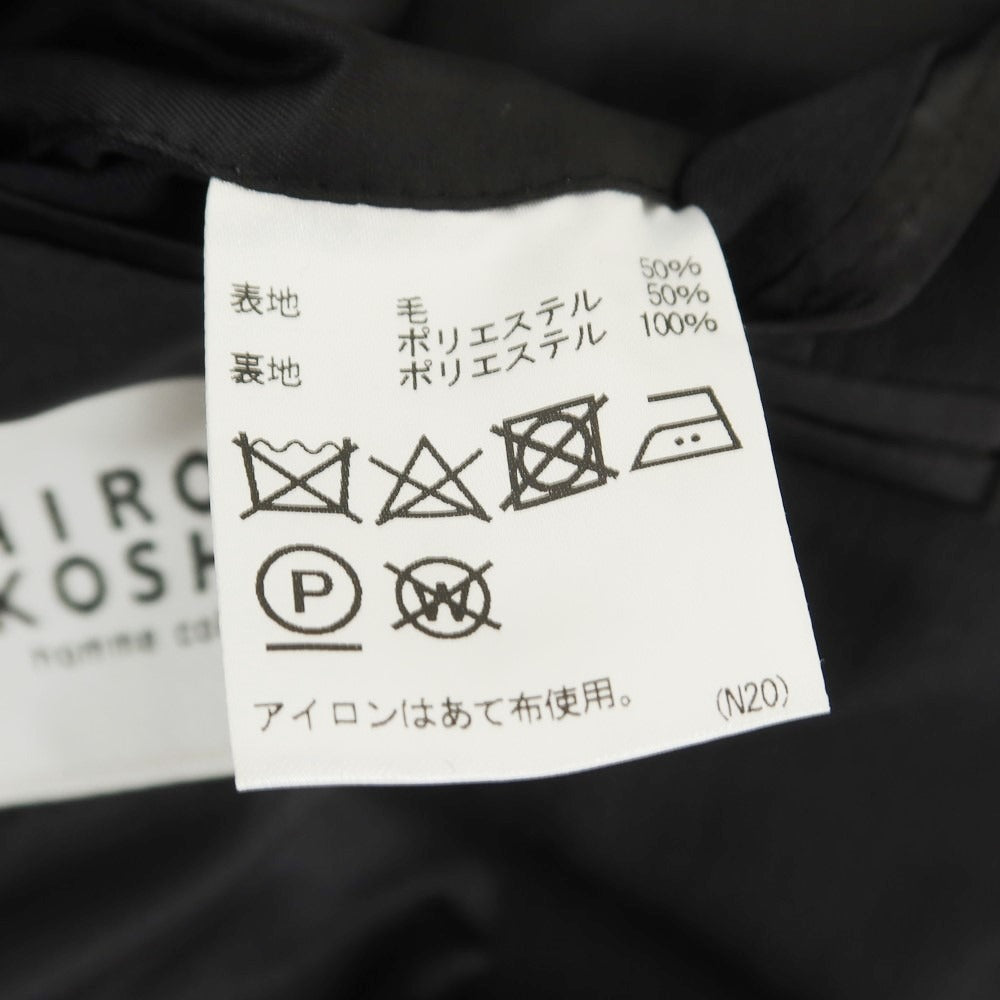 表地 毛 50%
ポリエステル 50%
裏地 ポリエステル 100%
P
W
アイロンはあて布使用。 (N20)
HIRO
KOSH
homme